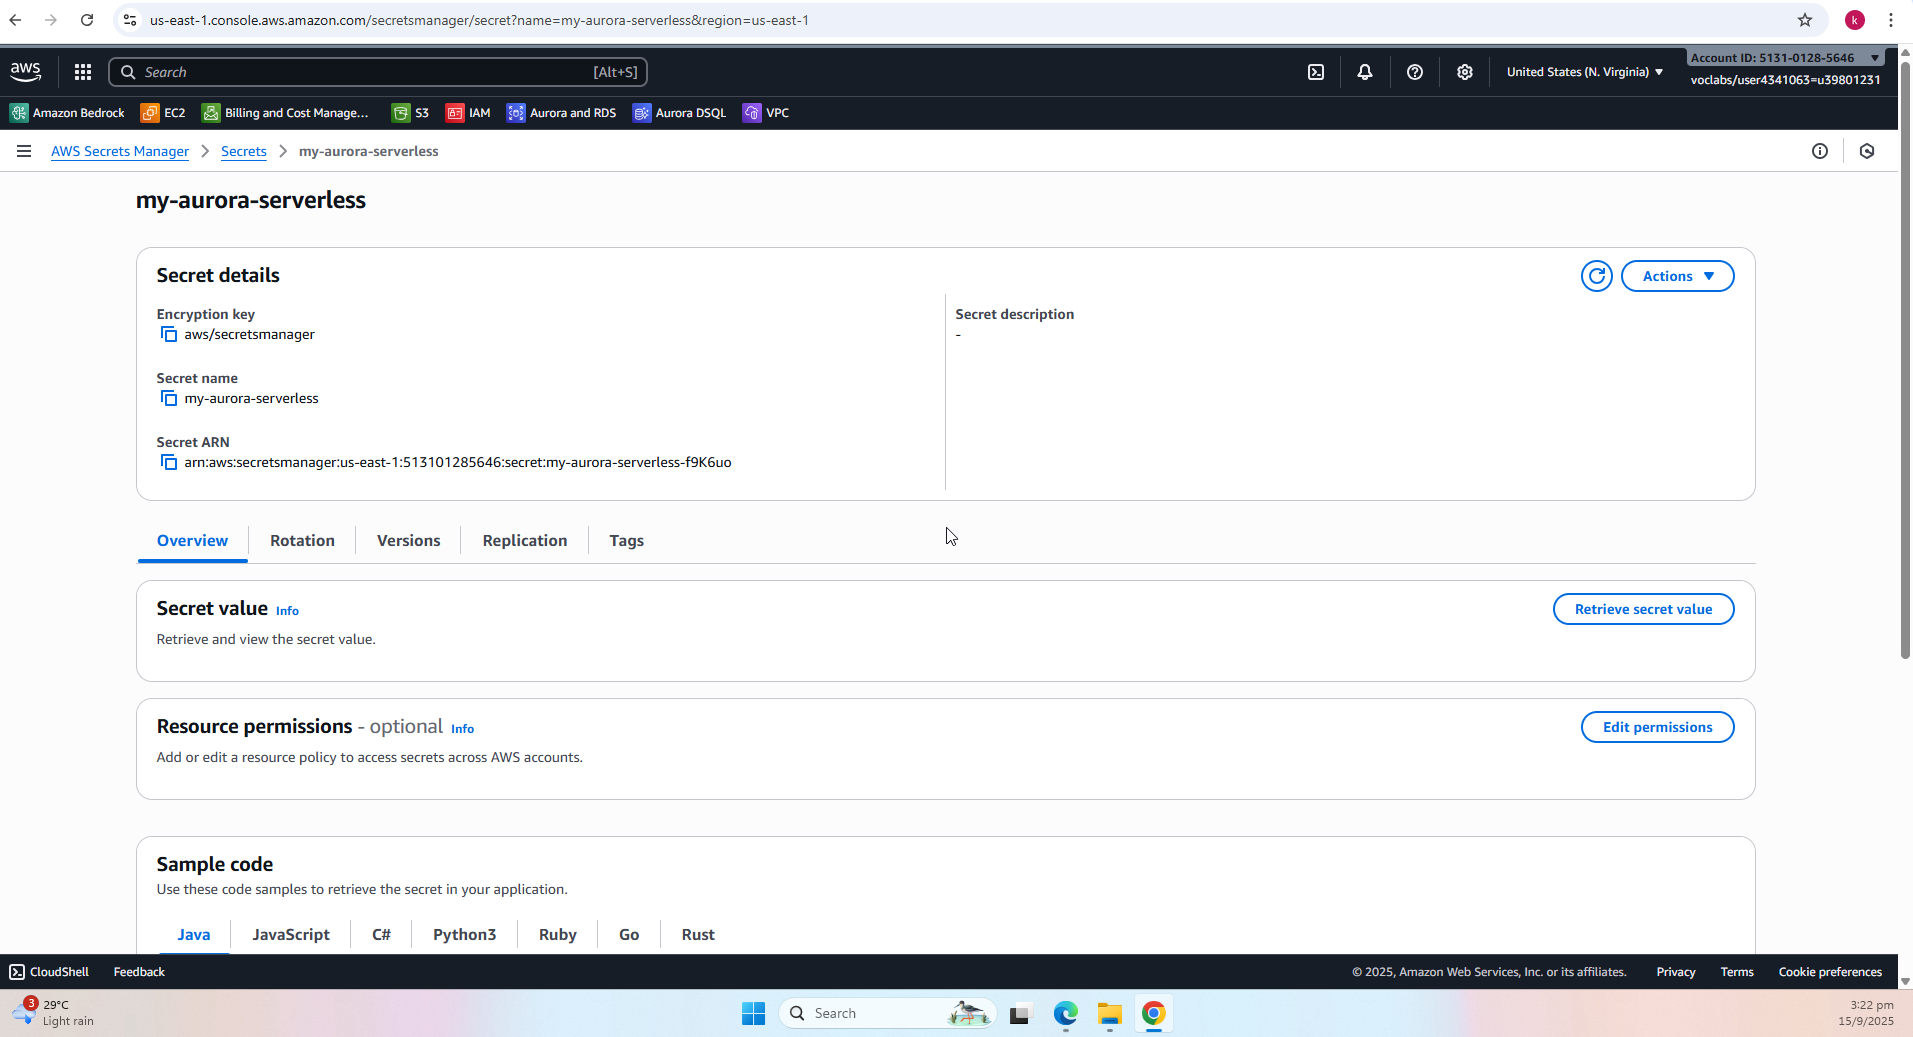 us-east-1.console.aws.amazon.com/secretsmanager/secret?name=my-aurora-serverless&region=us-east-1
k
aws
Search [Alt+S]
United States (N. Virginia)
Account ID: 5131-0128-5646
voclabs/user4341063=u39801231
Amazon Bedrock EC2 Billing and Cost Manage... S3 IAM Aurora and RDS Aurora DSQL VPC
AWS Secrets Manager Secrets my-aurora-serverless
my-aurora-serverless
Secret details
Actions
Encryption key
aws/secretsmanager
Secret description
-
Secret name
my-aurora-serverless
Secret ARN
arn:aws:secretsmanager:us-east-1:513101285646:secret:my-aurora-serverless-f9K6uo
Overview Rotation Versions Replication Tags
Secret value Info
Retrieve secret value
Retrieve and view the secret value.
Resource permissions - optional Info
Edit permissions
Add or edit a resource policy to access secrets across AWS accounts.
Sample code
Use these code samples to retrieve the secret in your application.
Java JavaScript C# Python3 Ruby Go Rust
CloudShell Feedback © 2025, Amazon Web Services, Inc. or its affiliates. Privacy Terms Cookie preferences
3
29°C
Light rain
Search
3:22 pm
15/9/2025